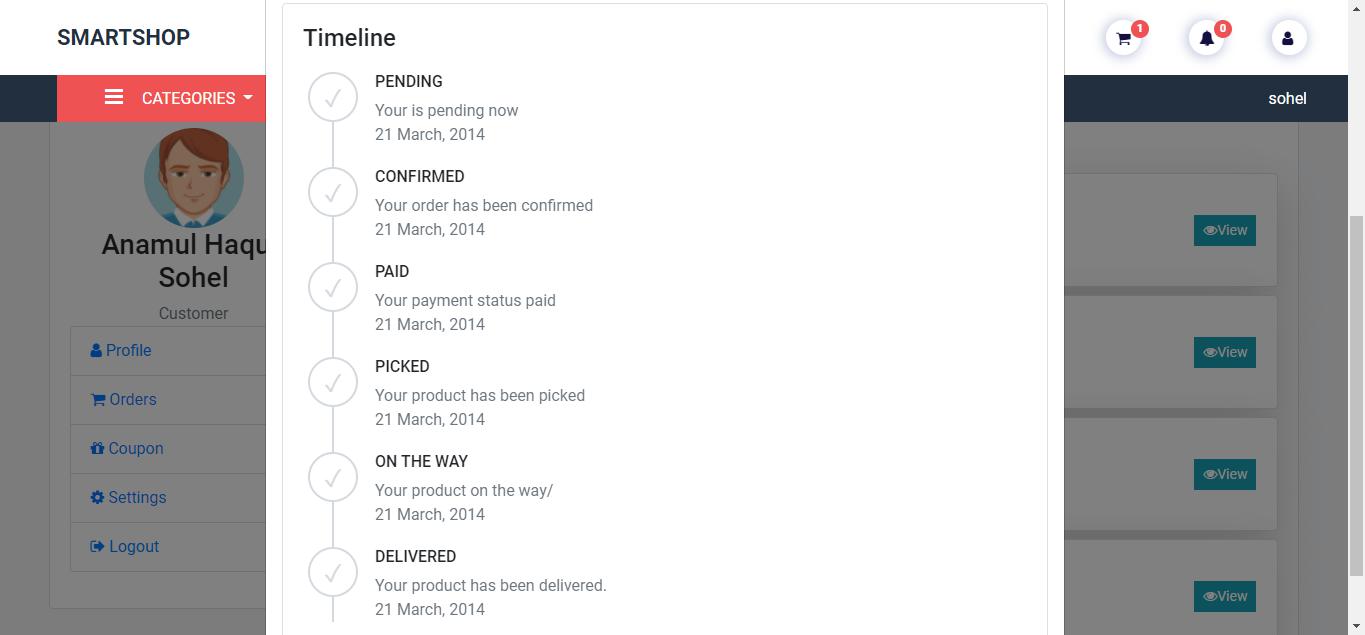 SMARTSHOP
1
0
CATEGORIES
sohel
Anamul Haqu
Sohel
Customer
Profile
Orders
Coupon
Settings
Logout
Timeline
PENDING
Your is pending now
21 March, 2014
CONFIRMED
Your order has been confirmed
21 March, 2014
PAID
Your payment status paid
21 March, 2014
PICKED
Your product has been picked
21 March, 2014
ON THE WAY
Your product on the way/
21 March, 2014
DELIVERED
Your product has been delivered.
21 March, 2014
View
View
View
View